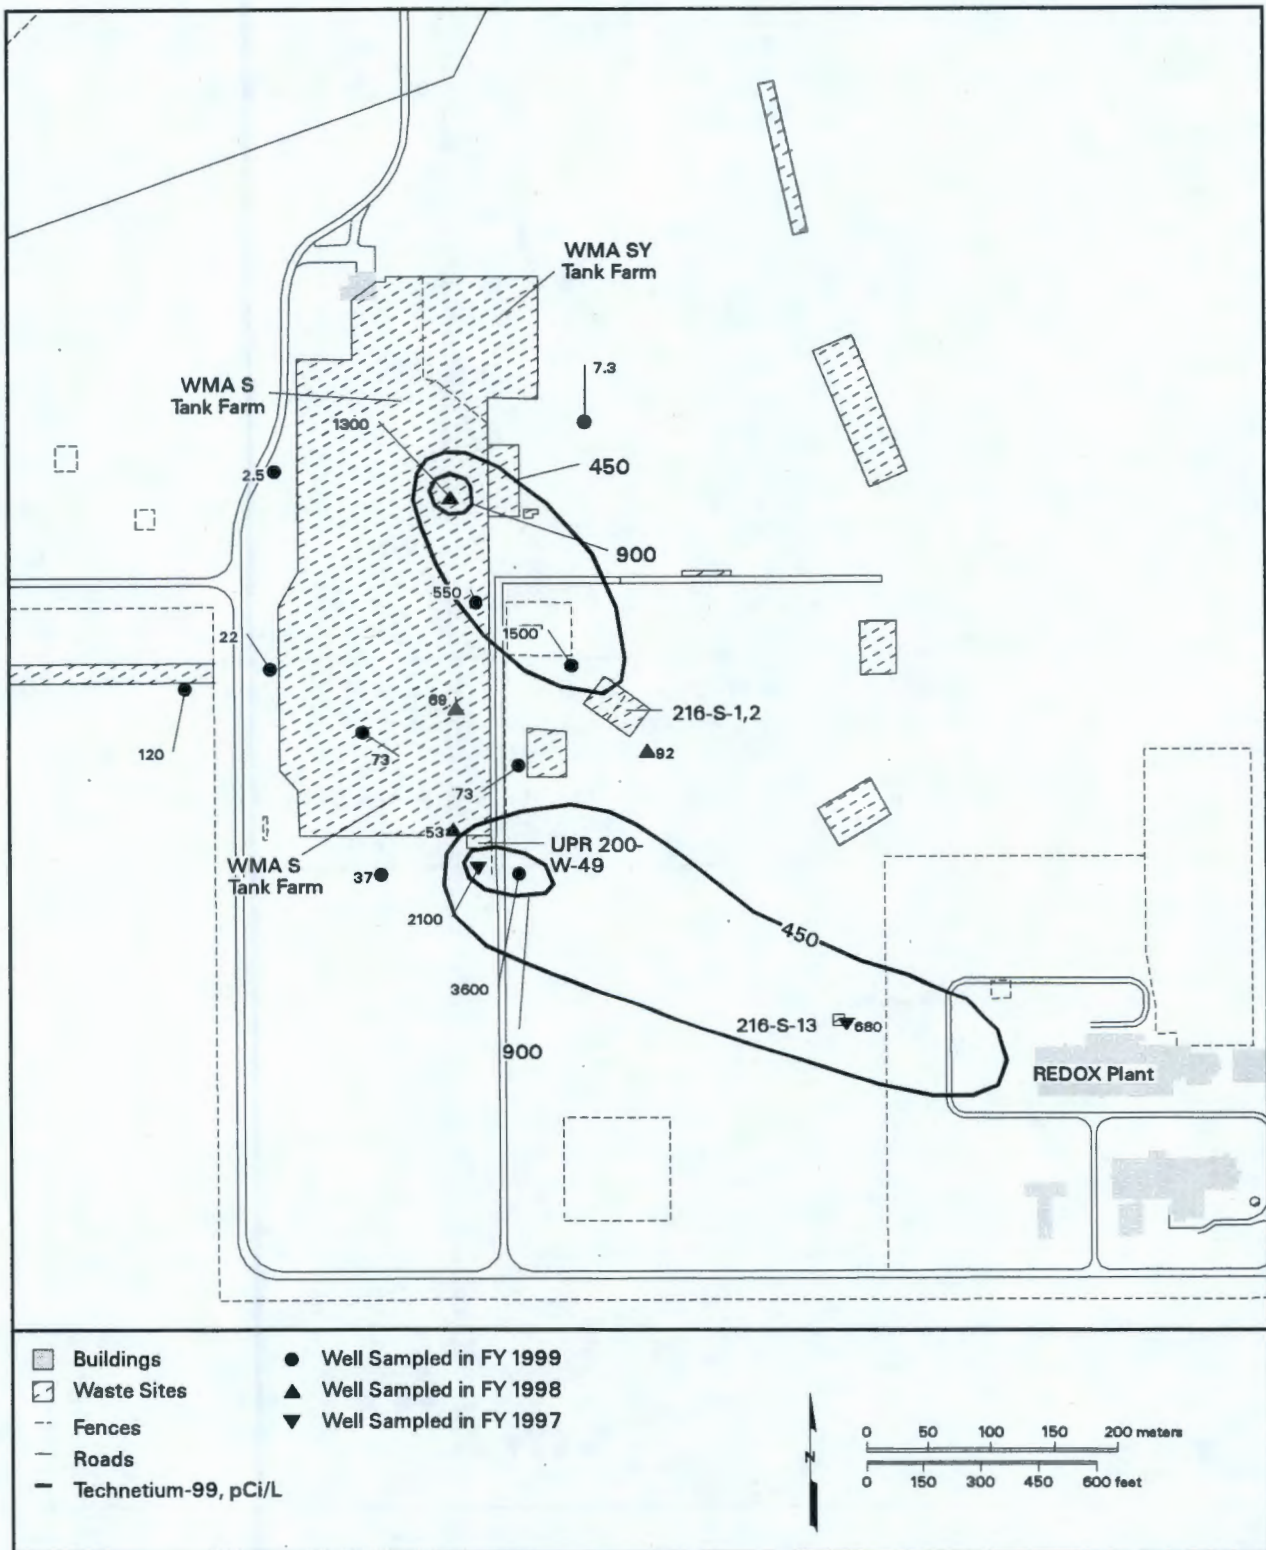 WMA SY
Tank Farm
7.3
WMA S
Tank Farm
1300
450
2.5
900
550
1500
22
69
216-S-1,2
92
120
73
73
53
UPR 200-
W-49
WMA S
Tank Farm
37
2100
450
3600
216-S-13
680
900
REDOX Plant
Buildings
Waste Sites
Fences
Roads
Technetium-99, pCi/L
Well Sampled in FY 1999
Well Sampled in FY 1998
Well Sampled in FY 1997
N
0 50 100 150 200 meters
0 150 300 450 600 feet